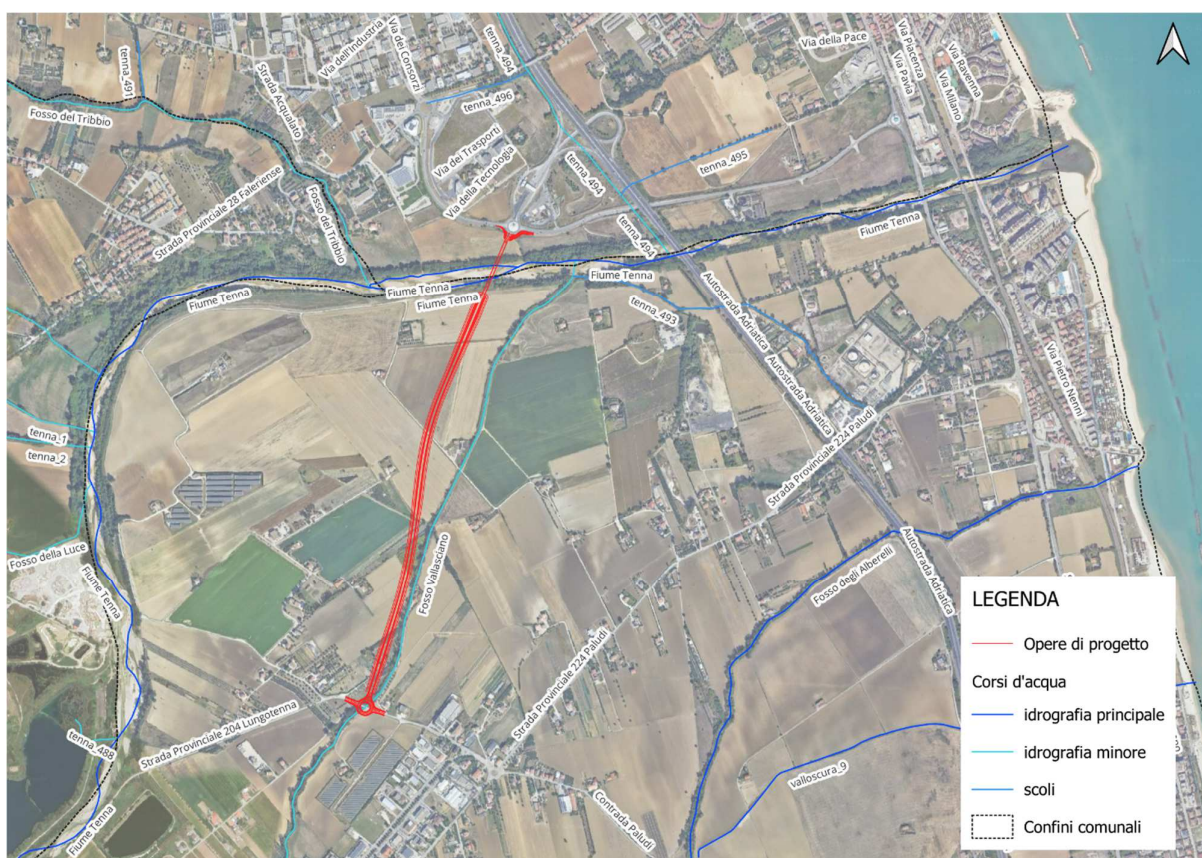 tenna_491
Fosso del Tribbio
Strada Acqualato
Via dell'Industria
Via dei Consorzi
tenna_494
tenna_496
Via della Pace
Via Piacenza
Via Pavia
Via Ravenna
Via Milano
Via dei Trasporti
Via della Tecnologia
tenna_494
tenna_495
Strada Provinciale 28 Faleriense
Fosso del Tribbio
tenna_494
Fiume Tenna
Fiume Tenna
Fiume Tenna
Fiume Tenna
Fiume Tenna
tenna_493
Autostrada Adriatica
Autostrada Adriatica
Via Pietro Nenni
tenna_1
tenna_2
Strada Provinciale 224 Paludi
Fosso della Luce
Fiume Tenna
Fosso Vallasciano
Fosso degli Alberelli
Autostrada Adriatica
Strada Provinciale 224 Paludi
Strada Provinciale 204 Lungotenna
tenna_488
Fiume Tenna
Contrada Paludi
valloscura_9
LEGENDA
Opere di progetto
Corsi d'acqua
idrografia principale
idrografia minore
scoli
Confini comunali